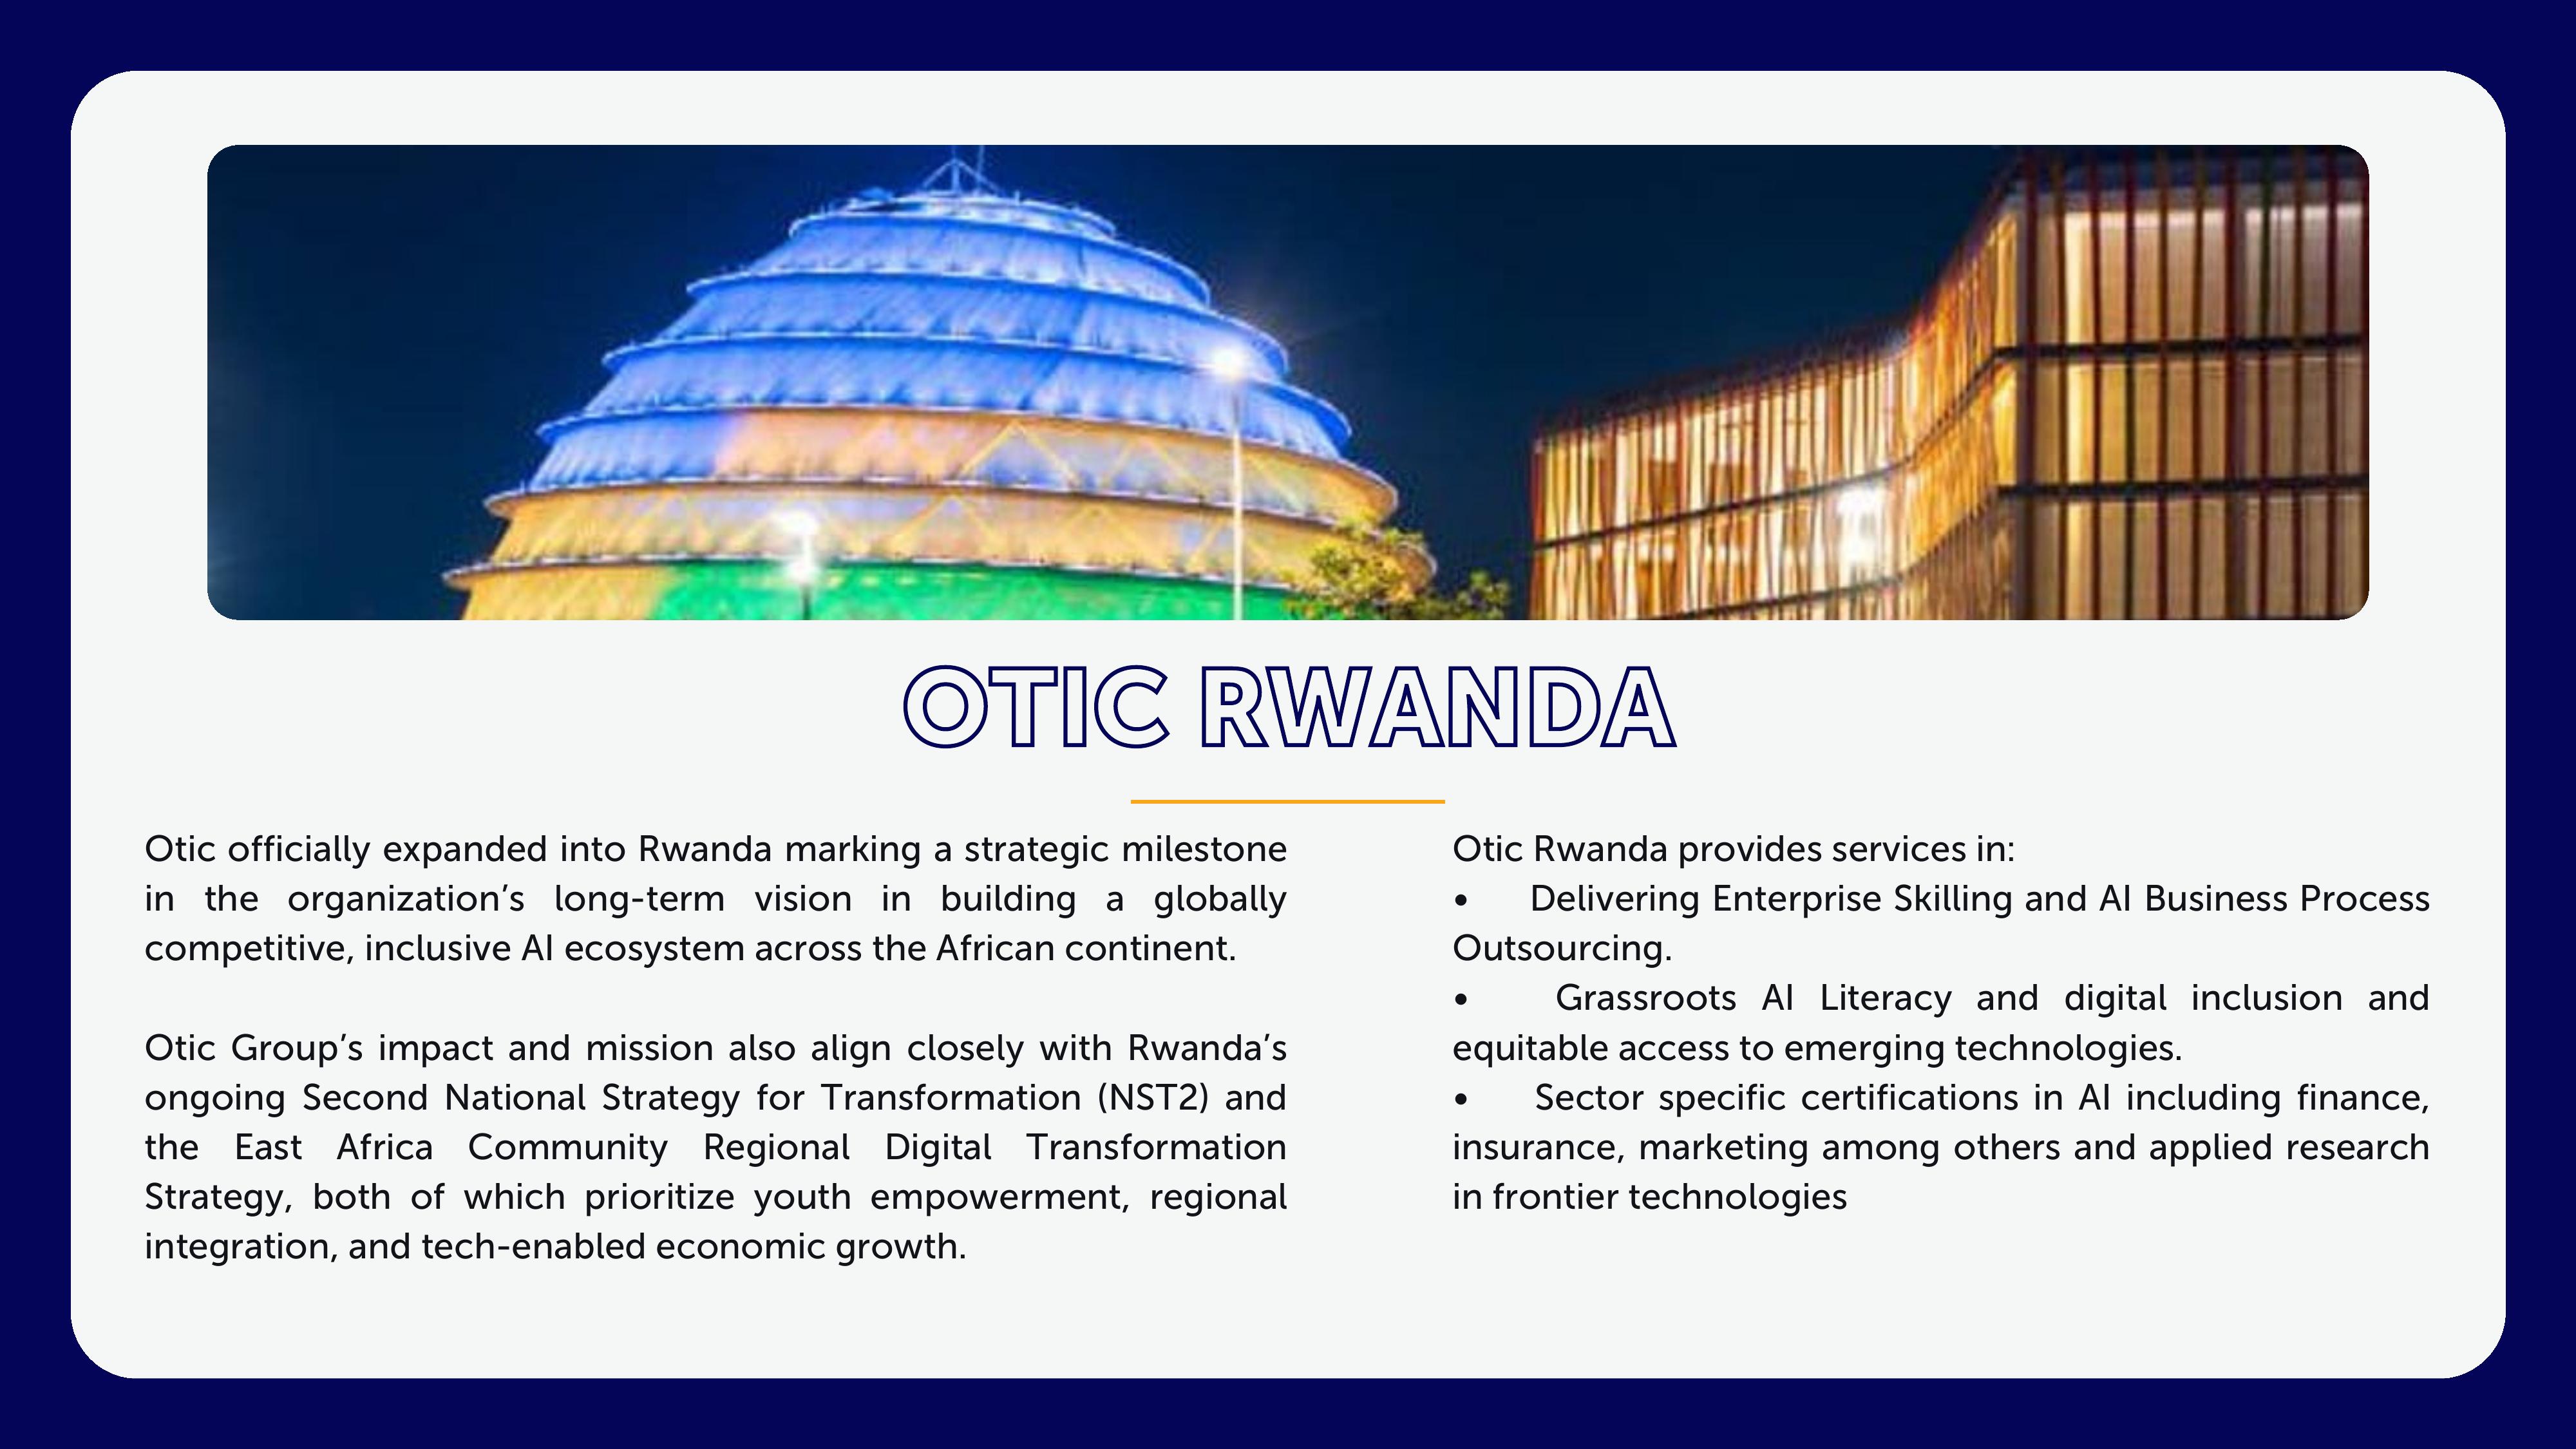 OTIC RWANDA
Otic officially expanded into Rwanda marking a strategic milestone
in the organization’s long-term vision in building a globally
competitive, inclusive AI ecosystem across the African continent.
Otic Group’s impact and mission also align closely with Rwanda’s
ongoing Second National Strategy for Transformation (NST2) and
the East Africa Community Regional Digital Transformation
Strategy, both of which prioritize youth empowerment, regional
integration, and tech-enabled economic growth.
Otic Rwanda provides services in:
• Delivering Enterprise Skilling and AI Business Process
Outsourcing.
• Grassroots AI Literacy and digital inclusion and
equitable access to emerging technologies.
• Sector specific certifications in AI including finance,
insurance, marketing among others and applied research
in frontier technologies